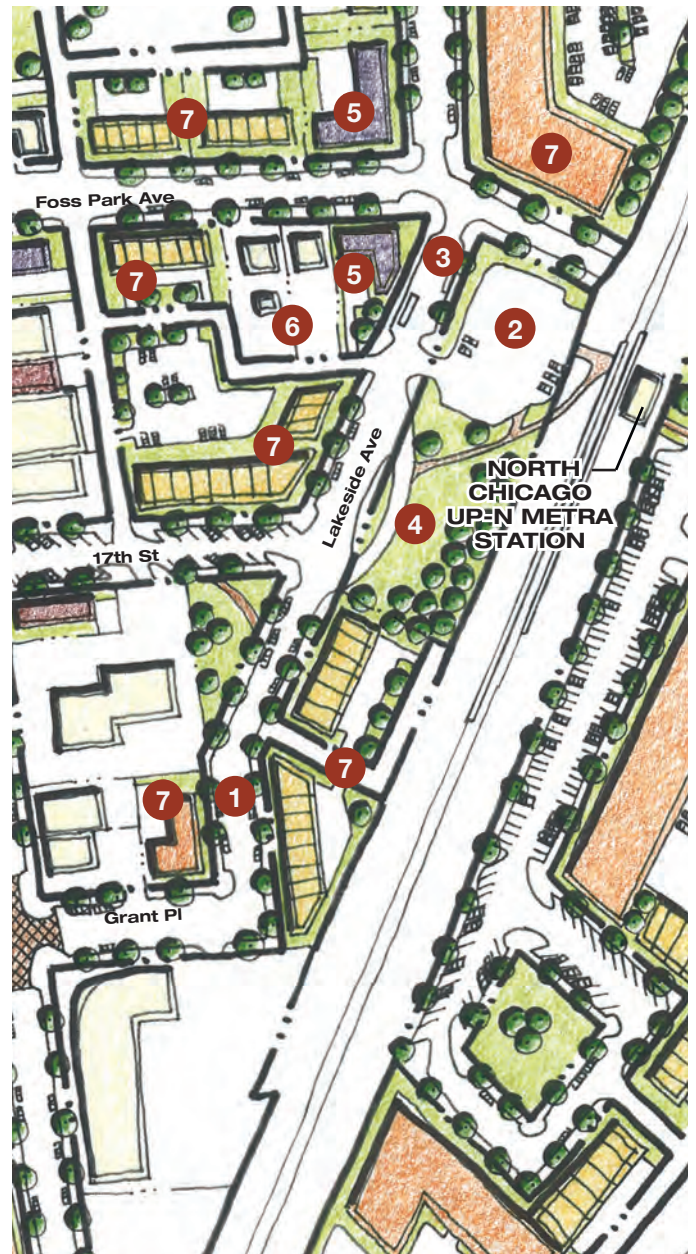 7
5
7
Foss Park Ave
3
7
5
2
6
7
Lakeside Ave
NORTH
CHICAGO
UP-N METRA
STATION
4
17th St
7
7
1
Grant Pl